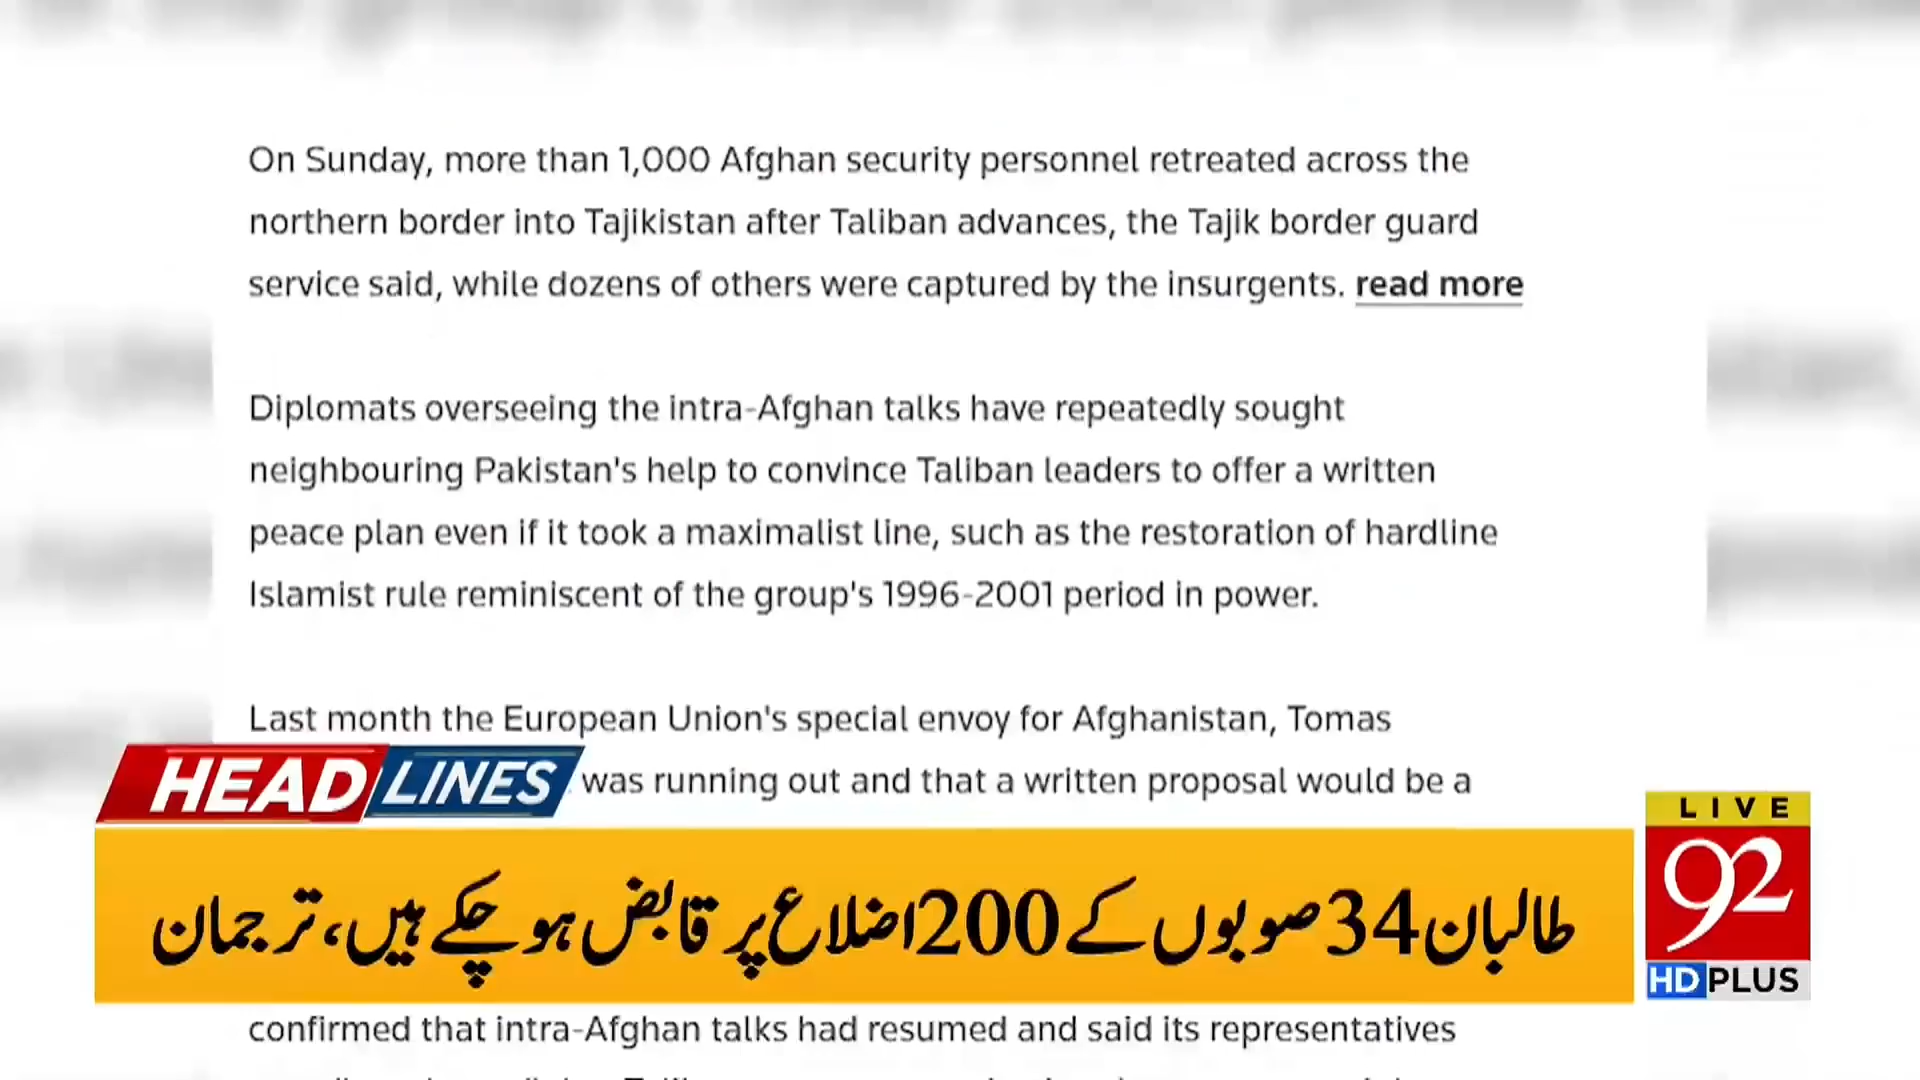 On Sunday, more than 1,000 Afghan security personnel retreated across the
northern border into Tajikistan after Taliban advances, the Tajik border guard
service said, while dozens of others were captured by the insurgents. read more
Diplomats overseeing the intra-Afghan talks have repeatedly sought
neighbouring Pakistan's help to convince Taliban leaders to offer a written
peace plan even if it took a maximalist line, such as the restoration of hardline
Islamist rule reminiscent of the group's 1996-2001 period in power.
Last month the European Union's special envoy for Afghanistan, Tomas
was running out and that a written proposal would be a
HEADLINES
LIVE
92
HD PLUS
طالبان 34 صوبوں کے 200 اضلاع پر قابض ہو چکے ہیں، ترجمان
confirmed that intra-Afghan talks had resumed and said its representatives